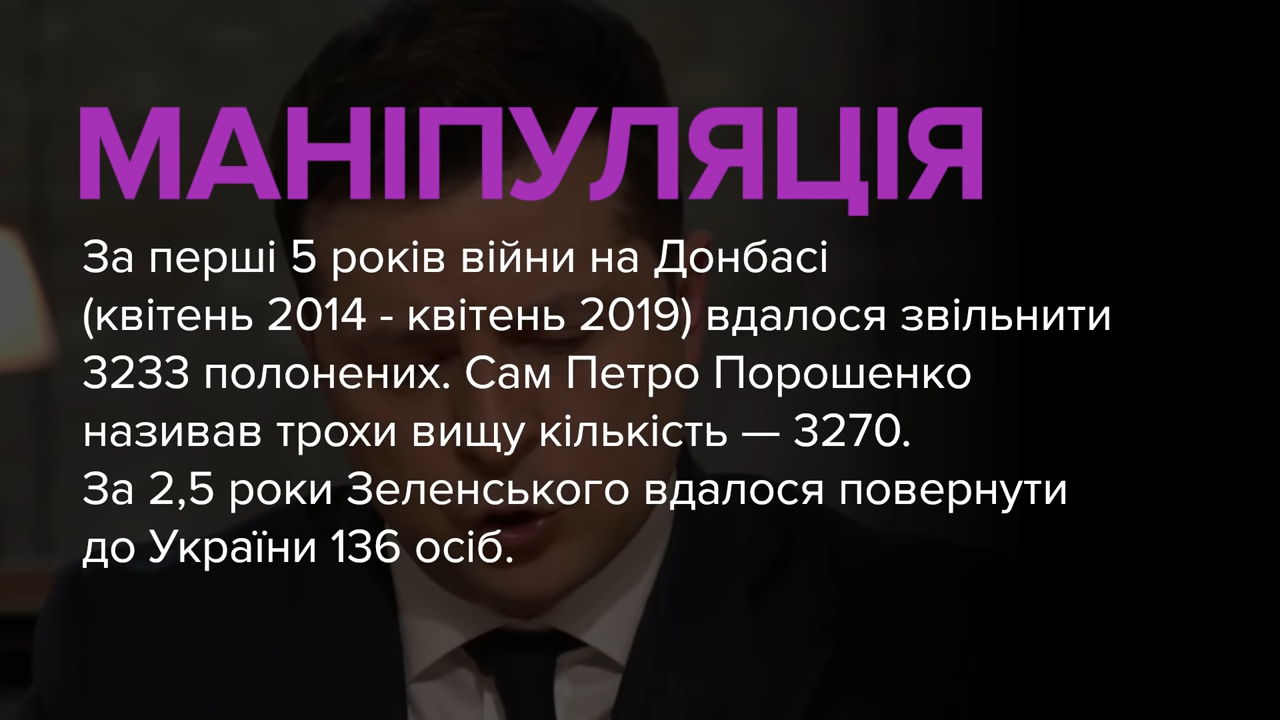 МАНІПУЛЯЦІЯ
За перші 5 років війни на Донбасі
(квітень 2014 - квітень 2019) вдалося звільнити
3233 полонених. Сам Петро Порошенко
називав трохи вищу кількість — 3270.
За 2,5 роки Зеленського вдалося повернути
до України 136 осіб.